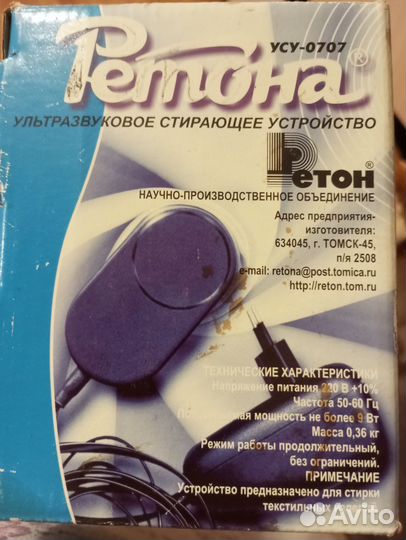 УСУ-0707
Ретона®
УЛЬТРАЗВУКОВОЕ СТИРАЮЩЕЕ УСТРОЙСТВО
Ретон®
НАУЧНО-ПРОИЗВОДСТВЕННОЕ ОБЪЕДИНЕНИЕ
Адрес предприятия-
изготовителя:
634045, г. ТОМСК-45,
п/я 2508
e-mail: retona@post.tomica.ru
http://reton.tom.ru
ТЕХНИЧЕСКИЕ ХАРАКТЕРИСТИКИ
Напряжение питания 220 В +10%
Частота 50-60 Гц
мощность не более 9 Вт
Масса 0,36 кг
Режим работы продолжительный,
без ограничений.
ПРИМЕЧАНИЕ
Устройство предназначено для стирки
текстильных
Avito